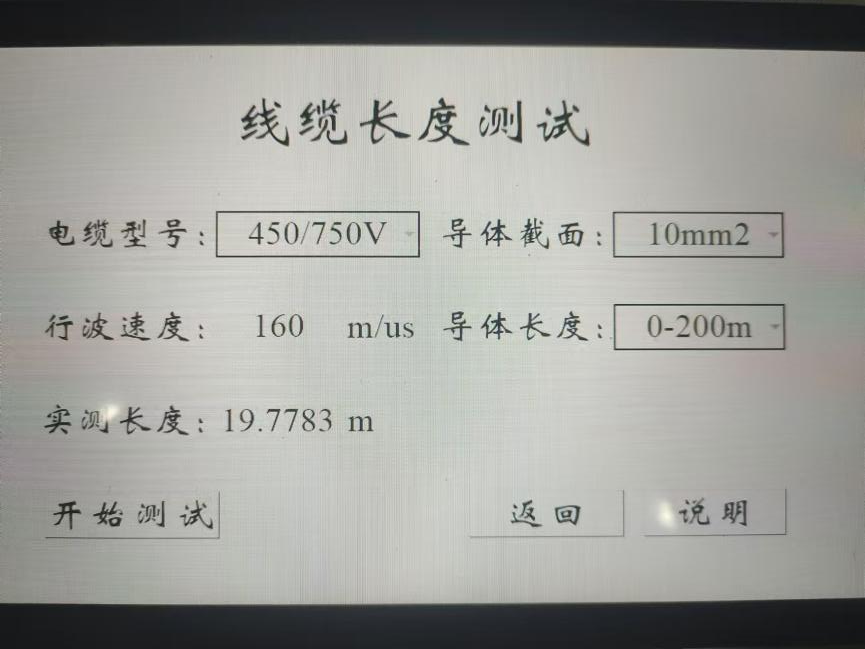 线缆长度测试
电缆型号: 450/750V 导体截面: 10mm2
行波速度: 160 m/us 导体长度: 0-200m
实测长度: 19.7783 m
开始测试 返回 说明